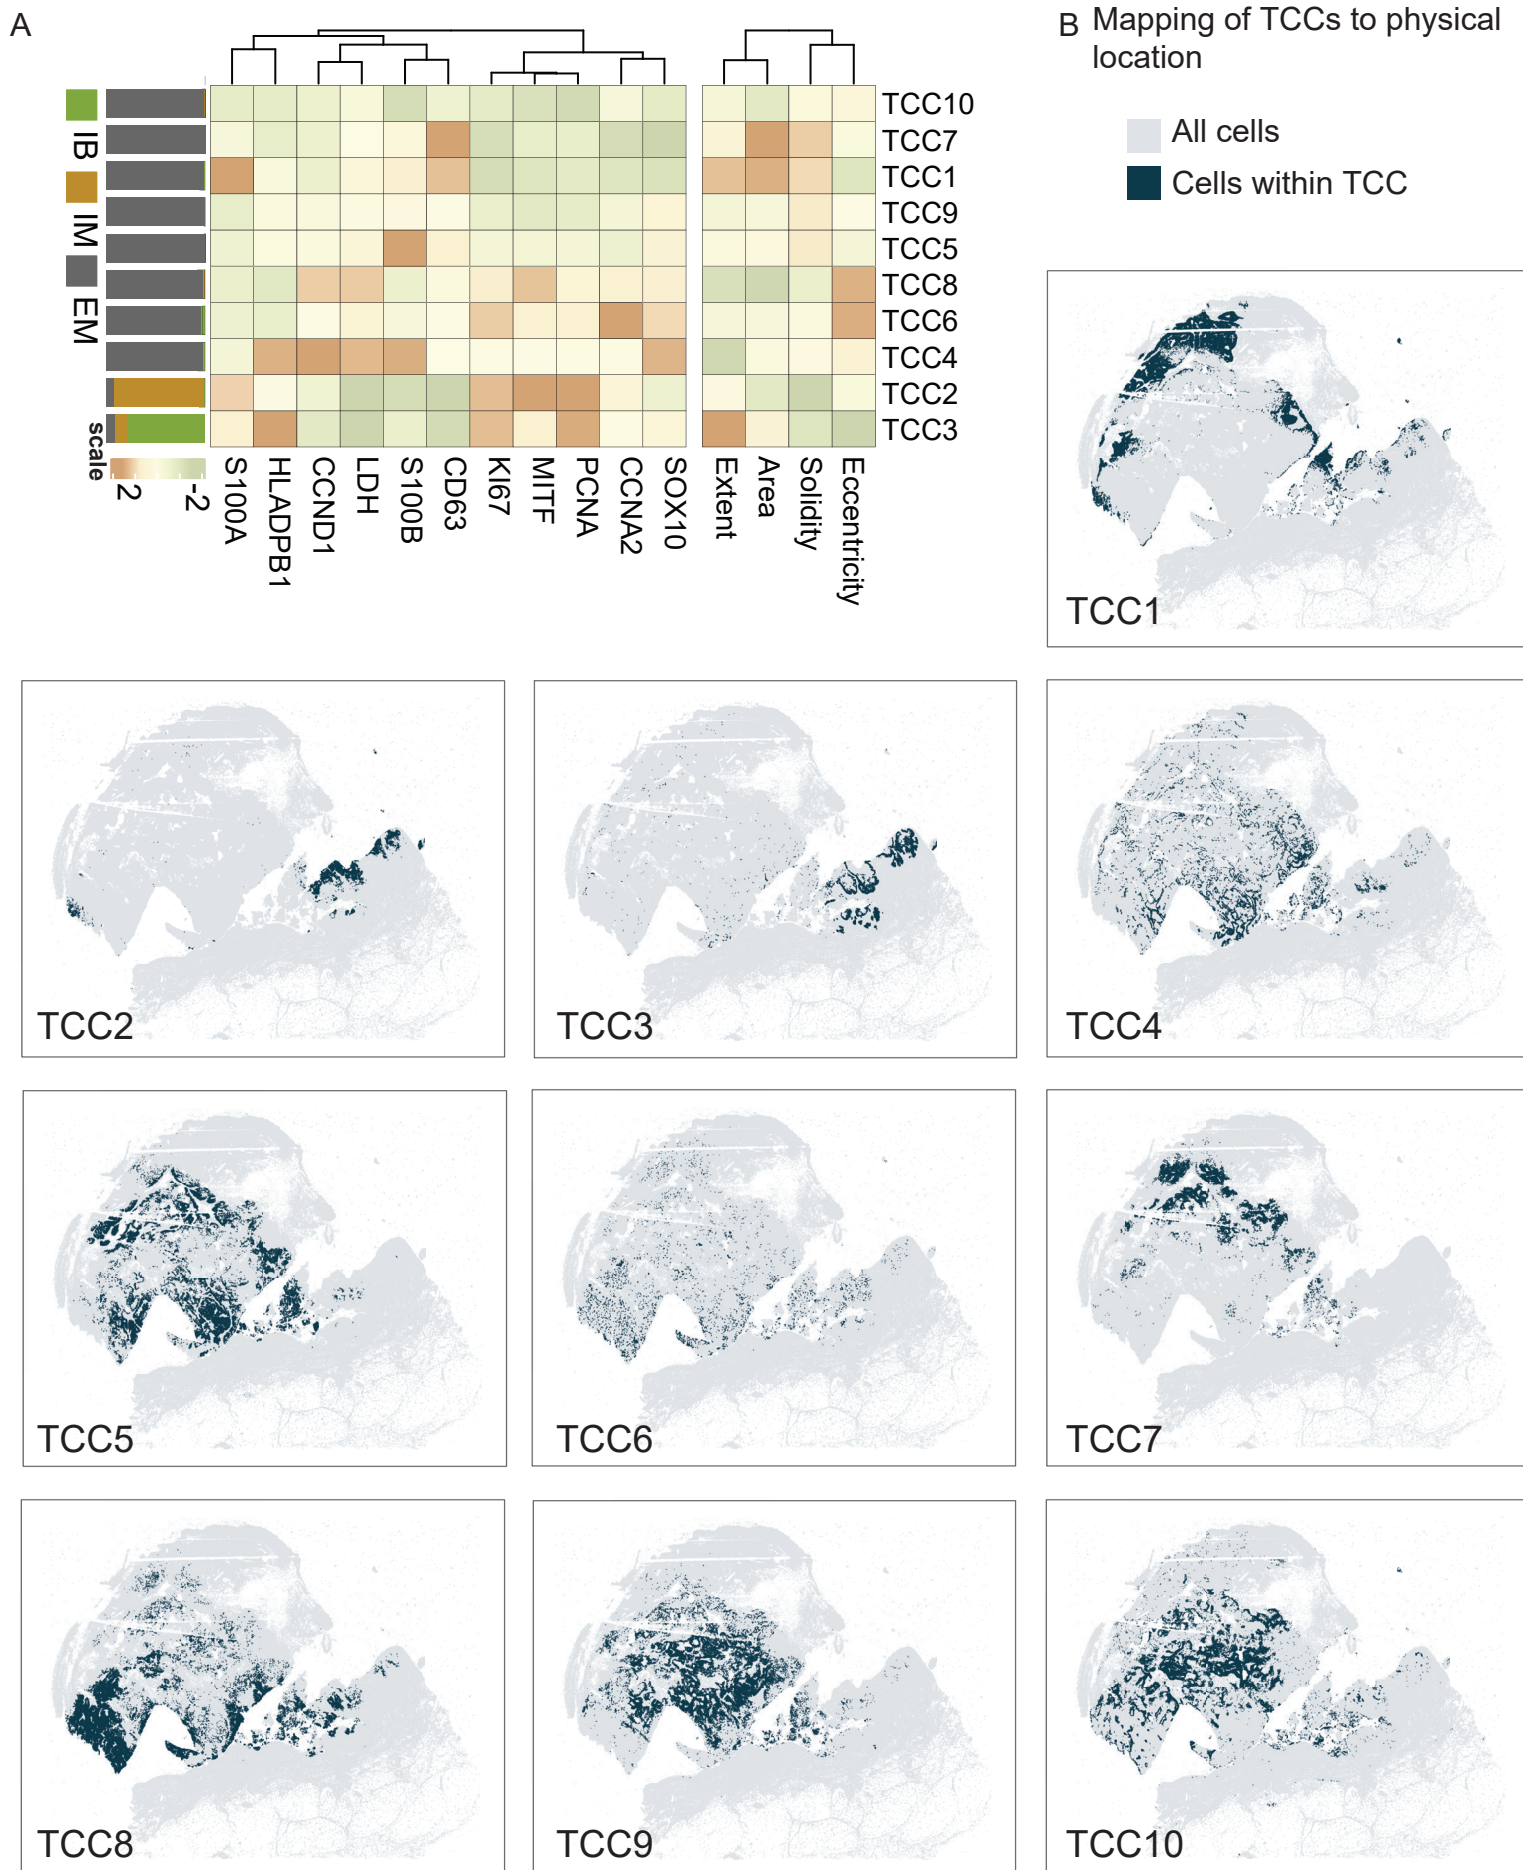 A
B Mapping of TCCs to physical
location
All cells
Cells within TCC
IB
IM
EM
TCC10
TCC7
TCC1
TCC9
TCC5
TCC8
TCC6
TCC4
TCC2
TCC3
scale
2
-2
S100A
HLADPB1
CCND1
LDH
S100B
CD63
KI67
MITF
PCNA
CCNA2
SOX10
Extent
Area
Solidity
Eccentricity
TCC1
TCC2
TCC3
TCC4
TCC5
TCC6
TCC7
TCC8
TCC9
TCC10